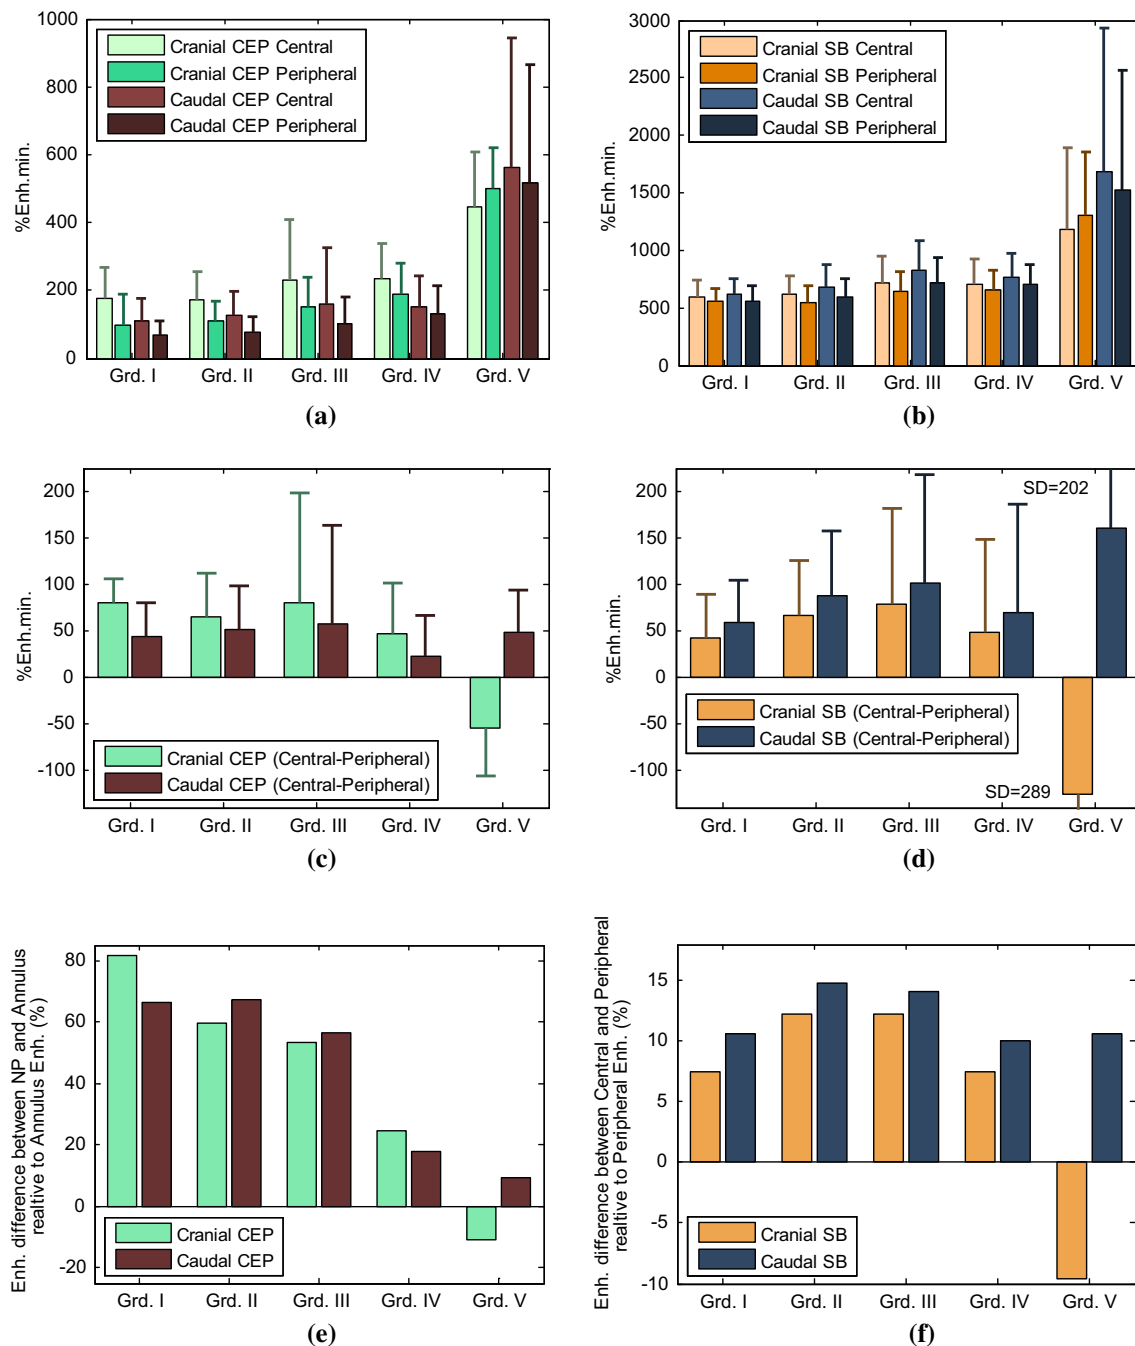 1000
800
600
400
200
0
%Enh.min.
Cranial CEP Central
Cranial CEP Peripheral
Caudal CEP Central
Caudal CEP Peripheral
Grd. I Grd. II Grd. III Grd. IV Grd. V
(a)
3000
2500
2000
1500
1000
500
0
%Enh.min.
Cranial SB Central
Cranial SB Peripheral
Caudal SB Central
Caudal SB Peripheral
Grd. I Grd. II Grd. III Grd. IV Grd. V
(b)
200
150
100
50
0
-50
-100
%Enh.min.
Cranial CEP (Central-Peripheral)
Caudal CEP (Central-Peripheral)
Grd. I Grd. II Grd. III Grd. IV Grd. V
(c)
200
150
100
50
0
-50
-100
%Enh.min.
SD=202
Cranial SB (Central-Peripheral)
Caudal SB (Central-Peripheral)
SD=289
Grd. I Grd. II Grd. III Grd. IV Grd. V
(d)
80
60
40
20
0
-20
Enh. difference between NP and Annulus
realtive to Annulus Enh. (%)
Cranial CEP
Caudal CEP
Grd. I Grd. II Grd. III Grd. IV Grd. V
(e)
15
10
5
0
-5
-10
Enh. difference between Central and Peripheral
realtive to Peripheral Enh. (%)
Cranial SB
Caudal SB
Grd. I Grd. II Grd. III Grd. IV Grd. V
(f)